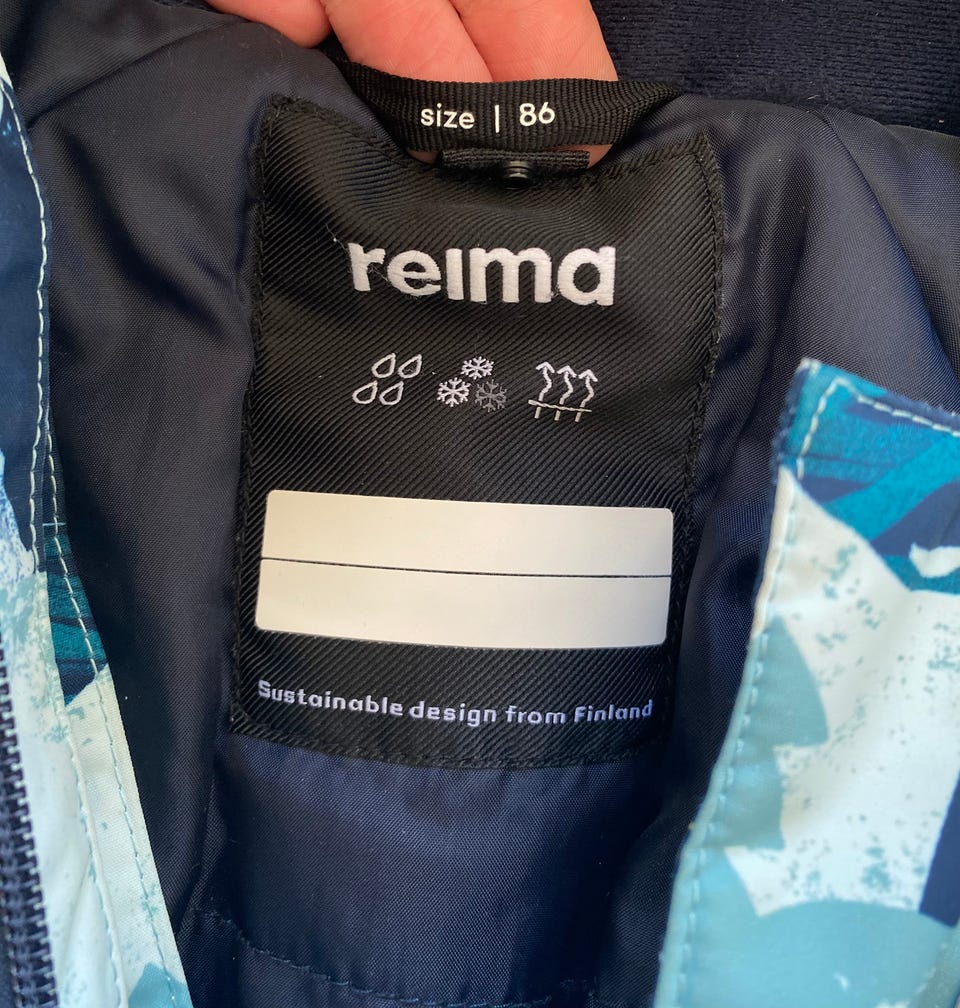 size | 86
reima
Sustainable design from Finland